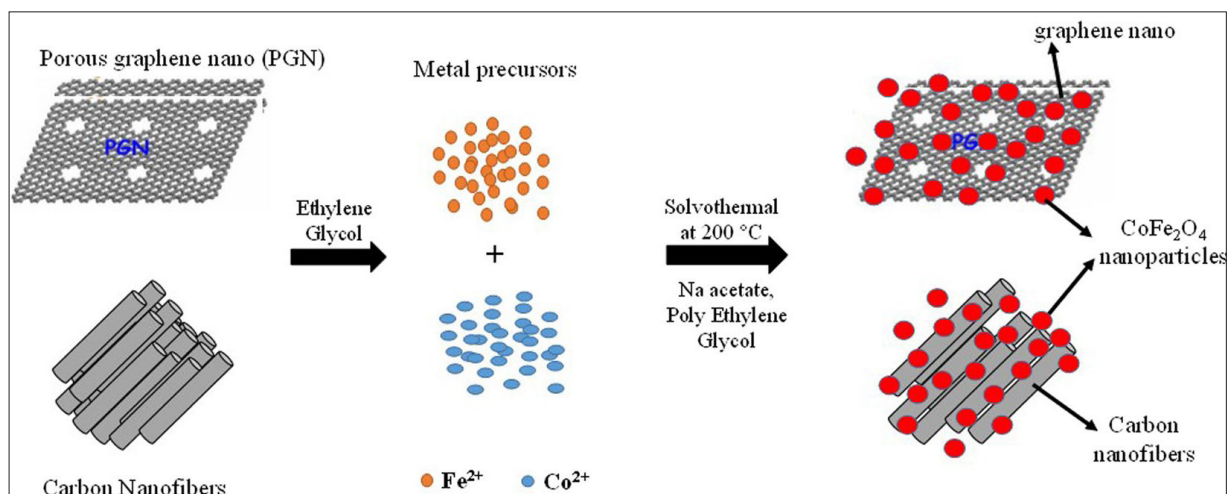 Porous graphene nano (PGN)
PGN
Carbon Nanofibers
Ethylene
Glycol
Metal precursors
+
Fe²⁺
Co²⁺
Solvothermal
at 200 °C
Na acetate,
Poly Ethylene
Glycol
graphene nano
PG
CoFe₂O₄
nanoparticles
Carbon
nanofibers